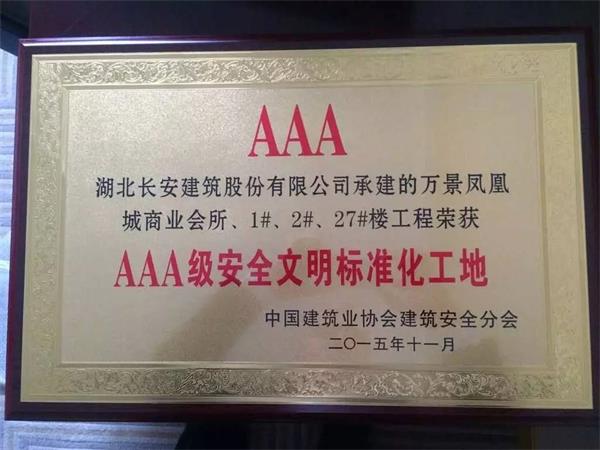 AAA
湖北长安建筑股份有限公司承建的万景凤凰
城商业会所、1#、2#、27#楼工程荣获
AAA级安全文明标准化工地
中国建筑业协会建筑安全分会
二〇一五年十一月